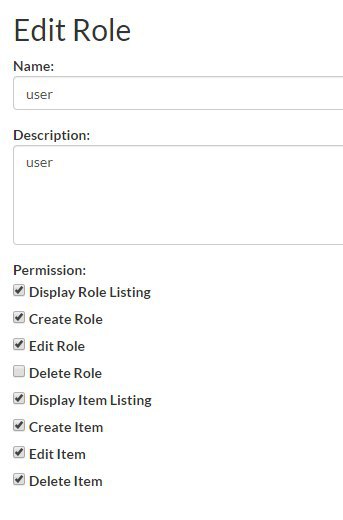 Edit Role
Name:
user
Description:
user
Permission:
Display Role Listing
Create Role
Edit Role
Delete Role
Display Item Listing
Create Item
Edit Item
Delete Item